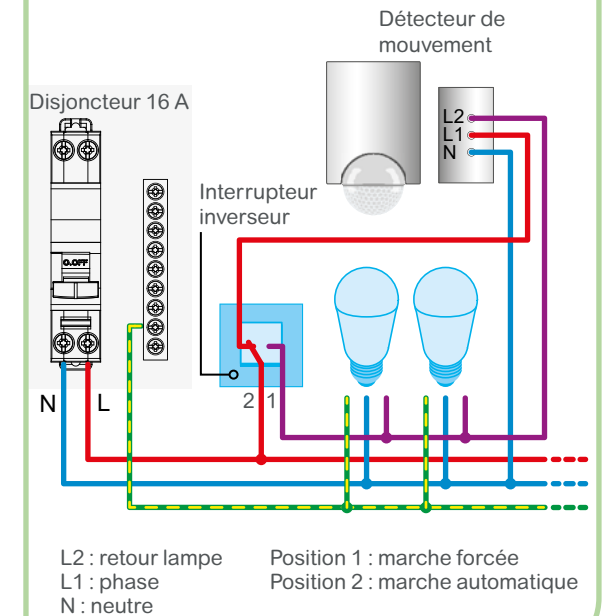 Détecteur de
mouvement
Disjoncteur 16 A
L2
L1
N
Interrupteur
inverseur
O.OFF
2 1
N L
L2 : retour lampe
L1 : phase
N : neutre
Position 1 : marche forcée
Position 2 : marche automatique